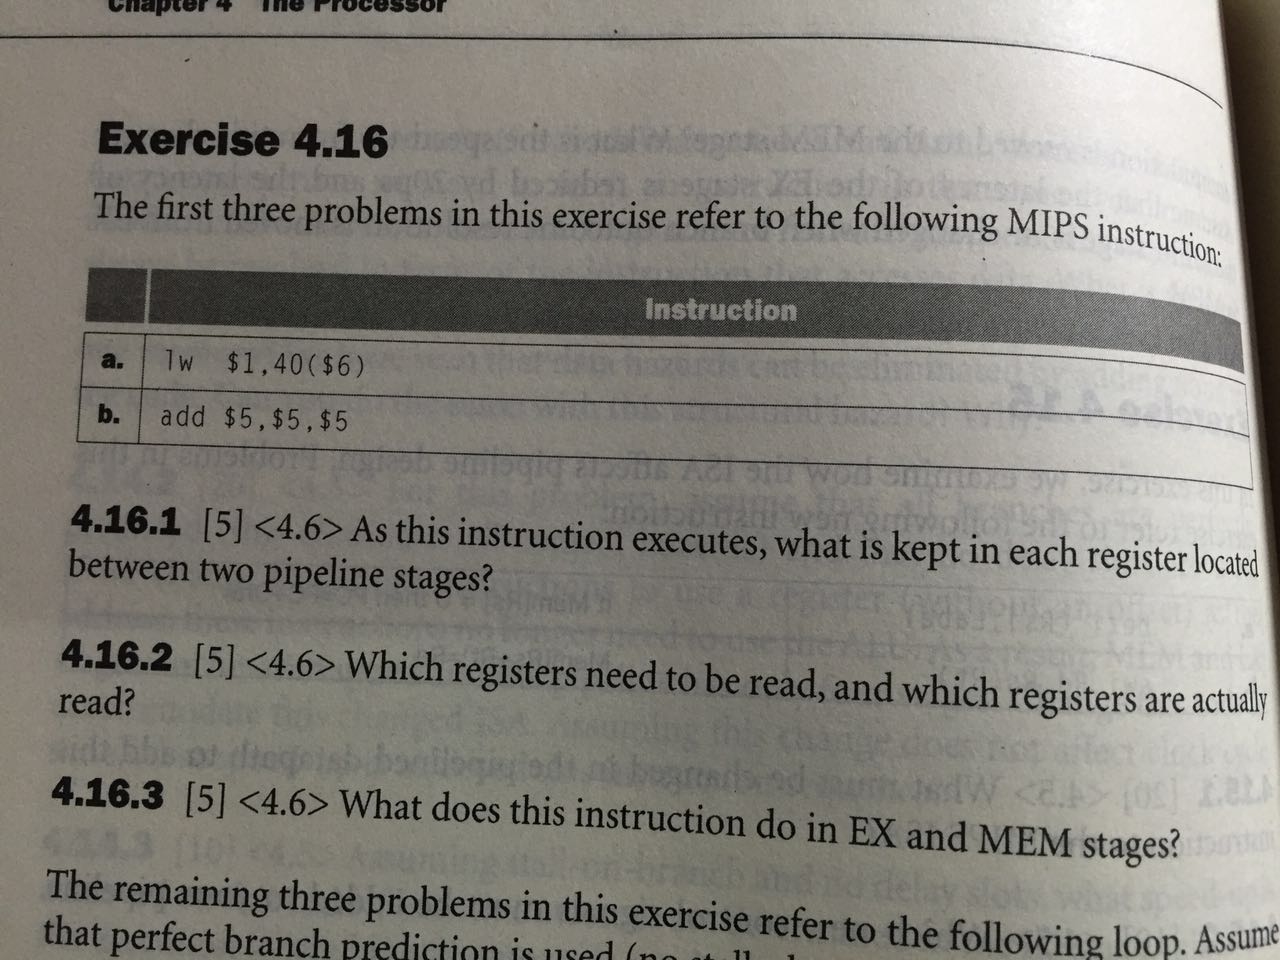 Chapter 4 The Processor
Exercise 4.16
The first three problems in this exercise refer to the following MIPS instruction:
Instruction
a. lw $1,40($6)
b. add $5,$5,$5
4.16.1 [5] <4.6> As this instruction executes, what is kept in each register located
between two pipeline stages?
4.16.2 [5] <4.6> Which registers need to be read, and which registers are actually
read?
4.16.3 [5] <4.6> What does this instruction do in EX and MEM stages?
The remaining three problems in this exercise refer to the following loop. Assume
that perfect branch prediction is used (no